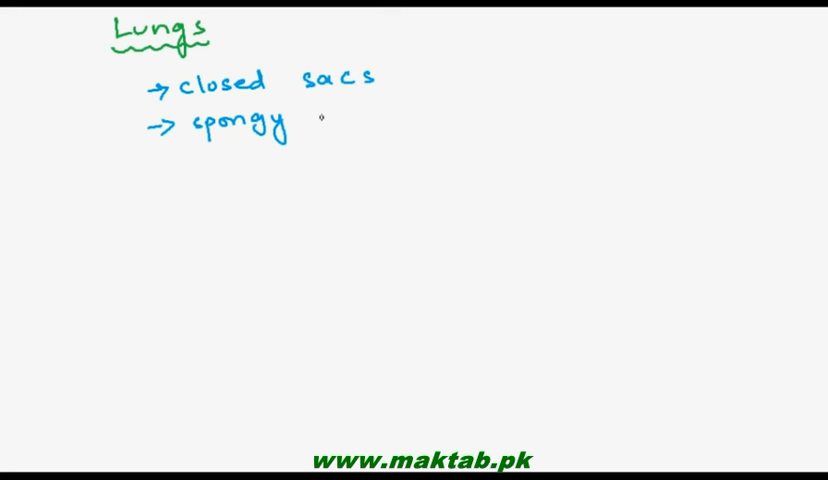 Lungs
→ closed sacs
→ spongy
www.maktab.pk